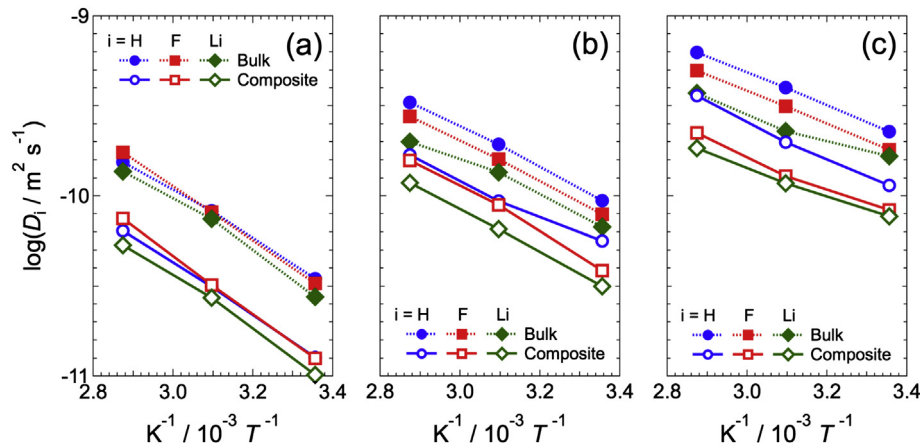 -9
-10
-11
log(Dᵢ / m² s⁻¹)
(a)
i = H F Li
Bulk
Composite
2.8 3.0 3.2 3.4
K⁻¹ / 10⁻³ T⁻¹
(b)
i = H F Li
Bulk
Composite
2.8 3.0 3.2 3.4
K⁻¹ / 10⁻³ T⁻¹
(c)
i = H F Li
Bulk
Composite
2.8 3.0 3.2 3.4
K⁻¹ / 10⁻³ T⁻¹